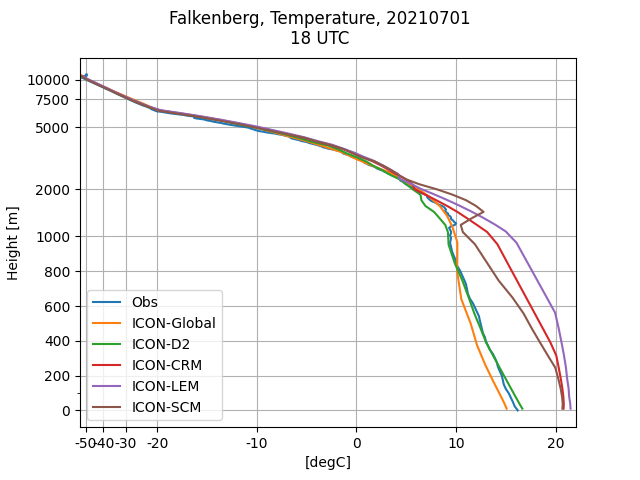 Falkenberg, Temperature, 20210701
18 UTC
10000
7500
5000
2000
1000
800
600
400
200
0
Height [m]
Obs
ICON-Global
ICON-D2
ICON-CRM
ICON-LEM
ICON-SCM
-50 -40 -30 -20 -10 0 10 20
[degC]